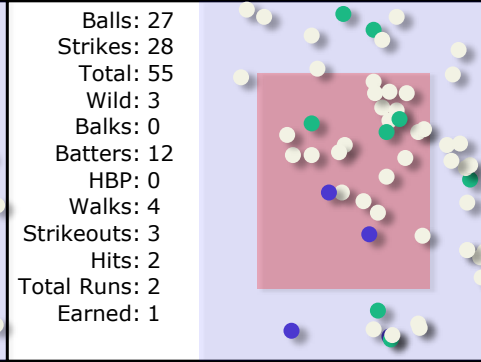 Balls: 27
Strikes: 28
Total: 55
Wild: 3
Balks: 0
Batters: 12
HBP: 0
Walks: 4
Strikeouts: 3
Hits: 2
Total Runs: 2
Earned: 1